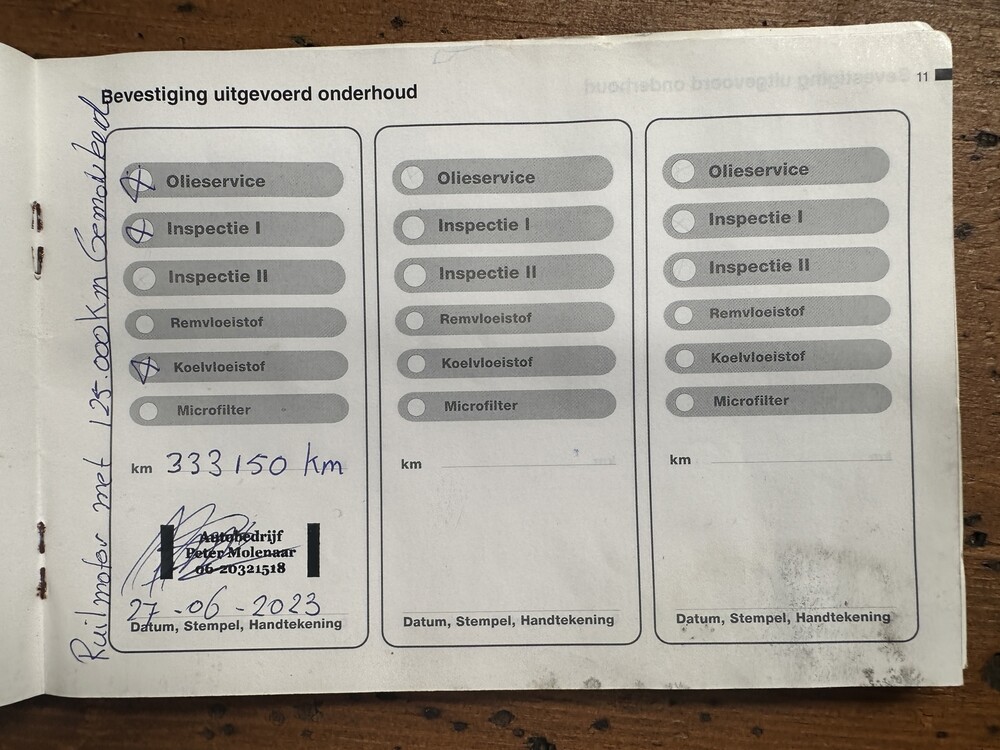 Bevestiging uitgevoerd onderhoud
11
Ruilmotor met 125.000 km Gemonteerd
Olieservice
Inspectie I
Inspectie II
Remvloeistof
Koelvloeistof
Microfilter
km 333150 km
Autobedrijf
Peter Molenaar
06-20321518
27-06-2023
Datum, Stempel, Handtekening
Olieservice
Inspectie I
Inspectie II
Remvloeistof
Koelvloeistof
Microfilter
km
Datum, Stempel, Handtekening
Olieservice
Inspectie I
Inspectie II
Remvloeistof
Koelvloeistof
Microfilter
km
Datum, Stempel, Handtekening